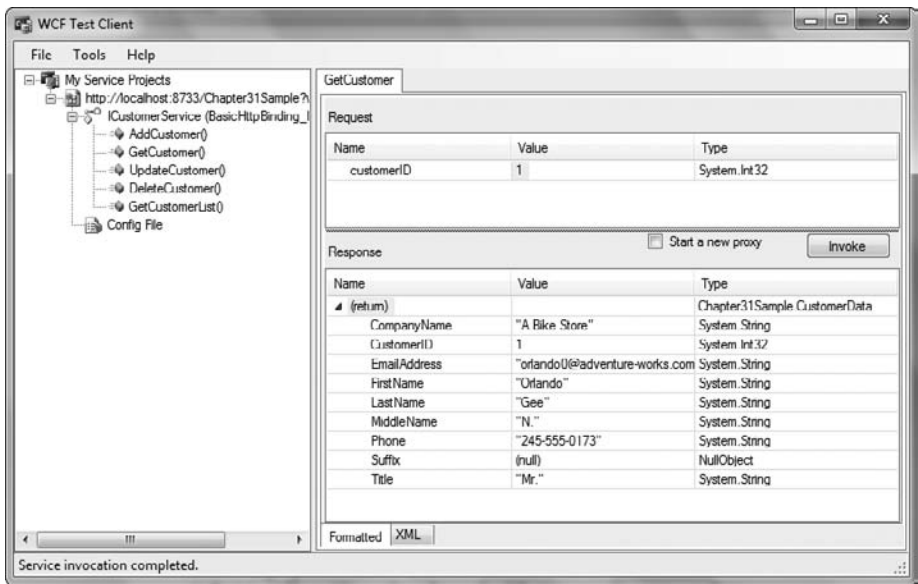 WCF Test Client
File Tools Help
My Service Projects
http://localhost:8733/Chapter31Sample?
ICustomerService (BasicHttpBinding_I
AddCustomer()
GetCustomer()
UpdateCustomer()
DeleteCustomer()
GetCustomerList()
Config File
GetCustomer
Request
Name Value Type
customerID 1 System.Int32
Response
Start a new proxy
Invoke
Name Value Type
(return) Chapter31Sample.CustomerData
CompanyName "A Bike Store" System.String
CustomerID 1 System.Int32
EmailAddress "orlando0@adventure-works.com System.String
FirstName "Orlando" System.String
LastName "Gee" System.String
MiddleName "N." System.String
Phone "245-555-0173" System.String
Suffix (null) NullObject
Title "Mr." System.String
Formatted XML
Service invocation completed.